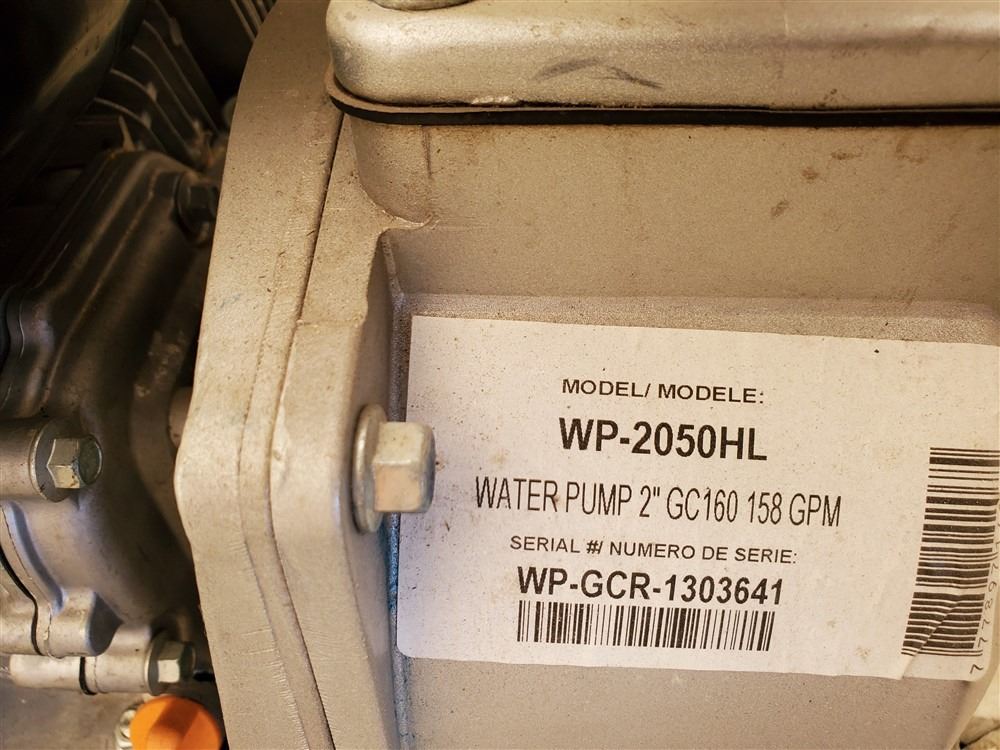 MODEL/ MODELE:
WP-2050HL
WATER PUMP 2" GC160 158 GPM
SERIAL #/ NUMERO DE SERIE:
WP-GCR-1303641